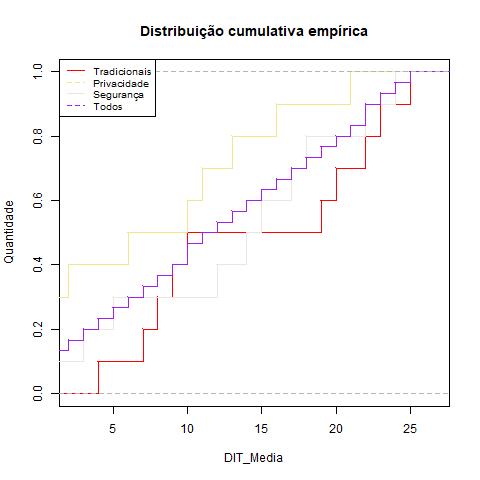 Distribuição cumulativa empírica
Tradicionais
Privacidade
Segurança
Todos
Quantidade
1.0
0.8
0.6
0.4
0.2
0.0
5 10 15 20 25
DIT_Media